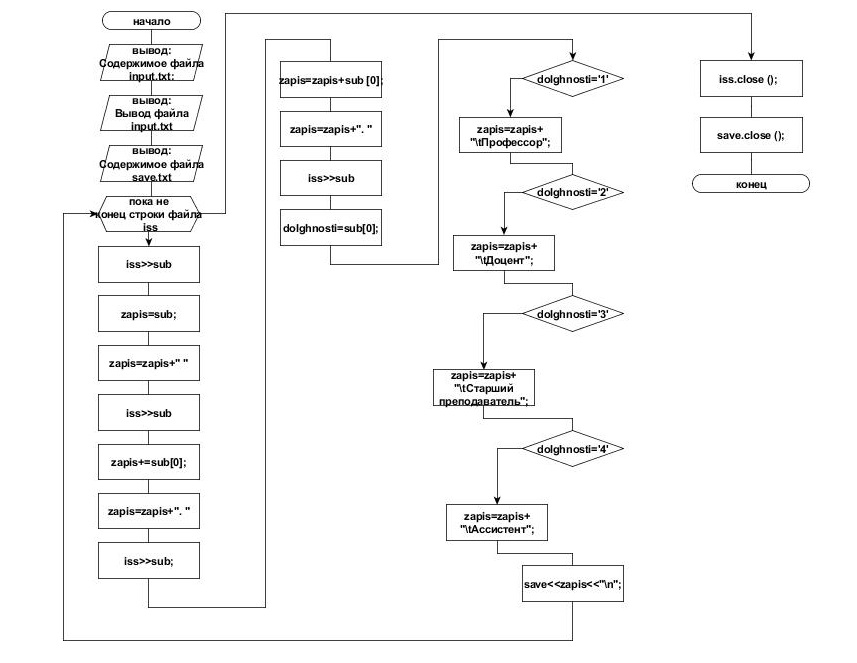 начало
вывод:
Содержимое файла
input.txt:
вывод:
Вывод файла
input.txt
вывод:
Содержимое файла
save.txt
пока не
конец строки файла
iss
iss>>sub
zapis=sub;
zapis=zapis+" "
iss>>sub
zapis+=sub[0];
zapis=zapis+". "
iss>>sub;
zapis=zapis+sub [0];
zapis=zapis+". "
iss>>sub
dolghnosti=sub[0];
dolghnosti='1'
zapis=zapis+
"\tПрофессор";
dolghnosti='2'
zapis=zapis+
"\tДоцент";
dolghnosti='3'
zapis=zapis+
"\tСтарший
преподаватель";
dolghnosti='4'
zapis=zapis+
"\tАссистент";
save<<zapis<<"\n";
iss.close ();
save.close ();
конец